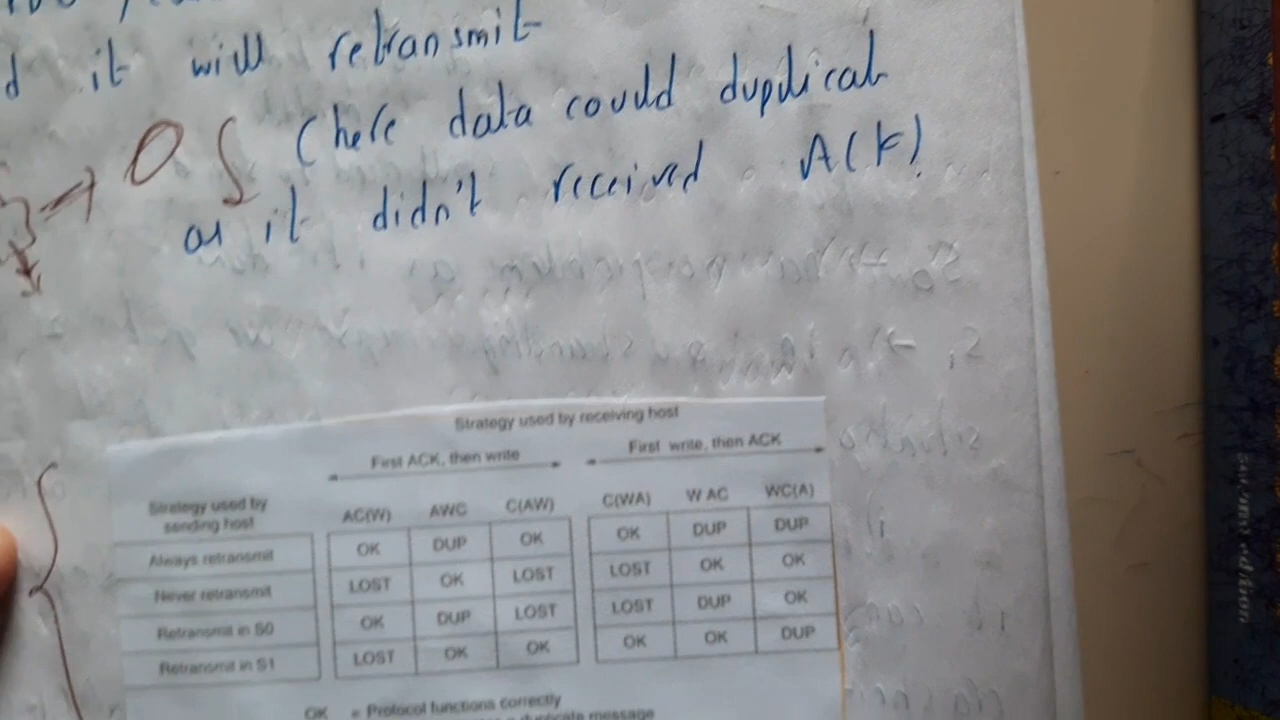 d it will retransmit
→ O S (here data could duplicat
as it didn't received ACK)
Strategy used by receiving host
First ACK, then write First write, then ACK
Strategy used by
sending host
AC(W) AWC C(AW) C(WA) W AC WC(A)
Always retransmit OK DUP OK OK DUP DUP
Never retransmit LOST OK LOST LOST OK OK
Retransmit in S0 OK DUP LOST LOST DUP OK
Retransmit in S1 LOST OK OK OK OK DUP
OK = Protocol functions correctly
duplicate message